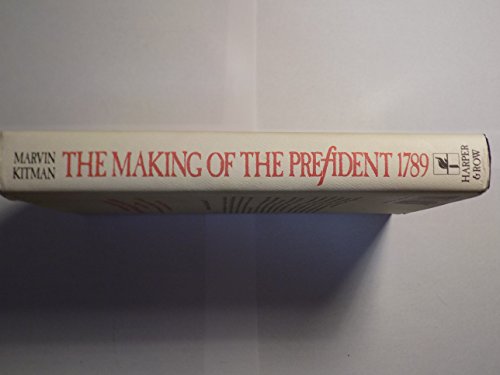 MARVIN
KITMAN
THE MAKING OF THE PREſIDENT 1789
HARPER
& ROW